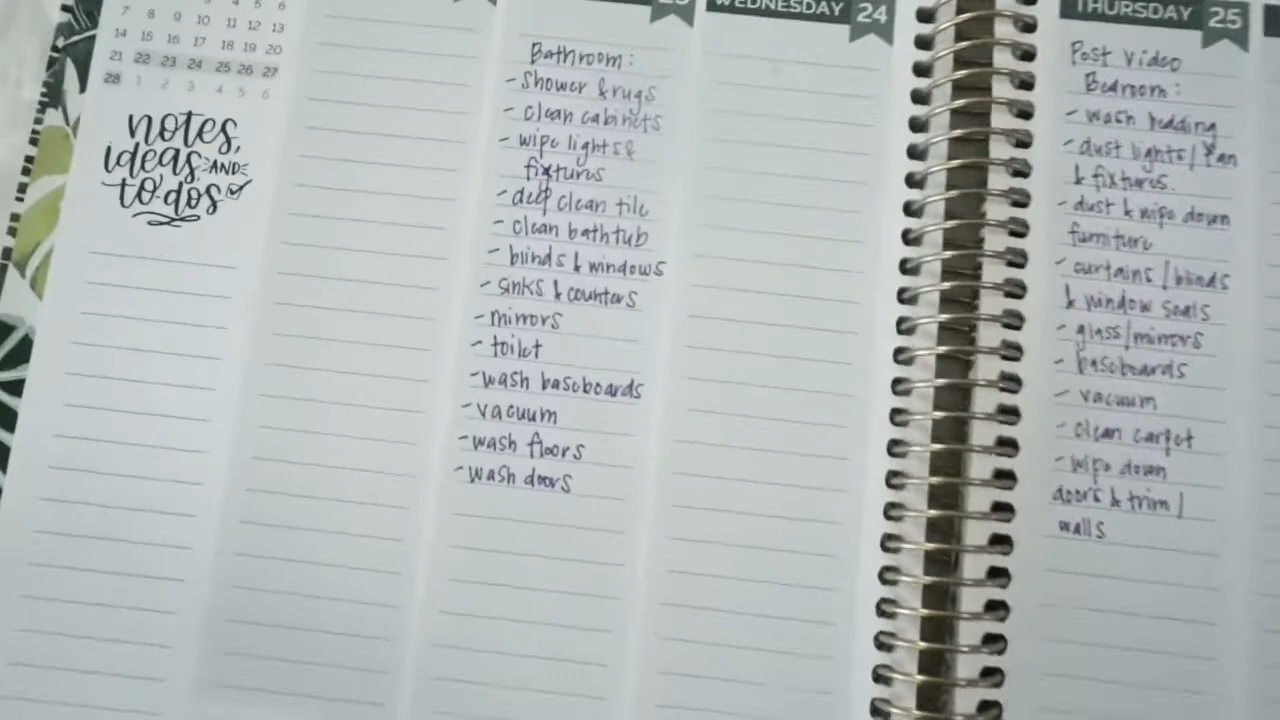 7 8 9 10 11 12 13
14 15 16 17 18 19 20
21 22 23 24 25 26 27
28 1 2 3 4 5 6
notes,
ideas AND
to-dos
23
Bathroom:
- Shower & rugs
- clean cabinets
- wipe lights &
fixtures
- deep clean tile
- clean bathtub
- blinds & windows
- sinks & counters
- mirrors
- toilet
- wash baseboards
- vacuum
- wash floors
- wash doors
WEDNESDAY 24
THURSDAY 25
Post video
Bedroom:
- wash bedding
- dust lights / fan
& fixtures.
- dust & wipe down
furniture
- curtains / blinds
& window seals
- glass/mirrors
- baseboards
- vacuum
- clean carpet
- wipe down
doors & trim /
walls